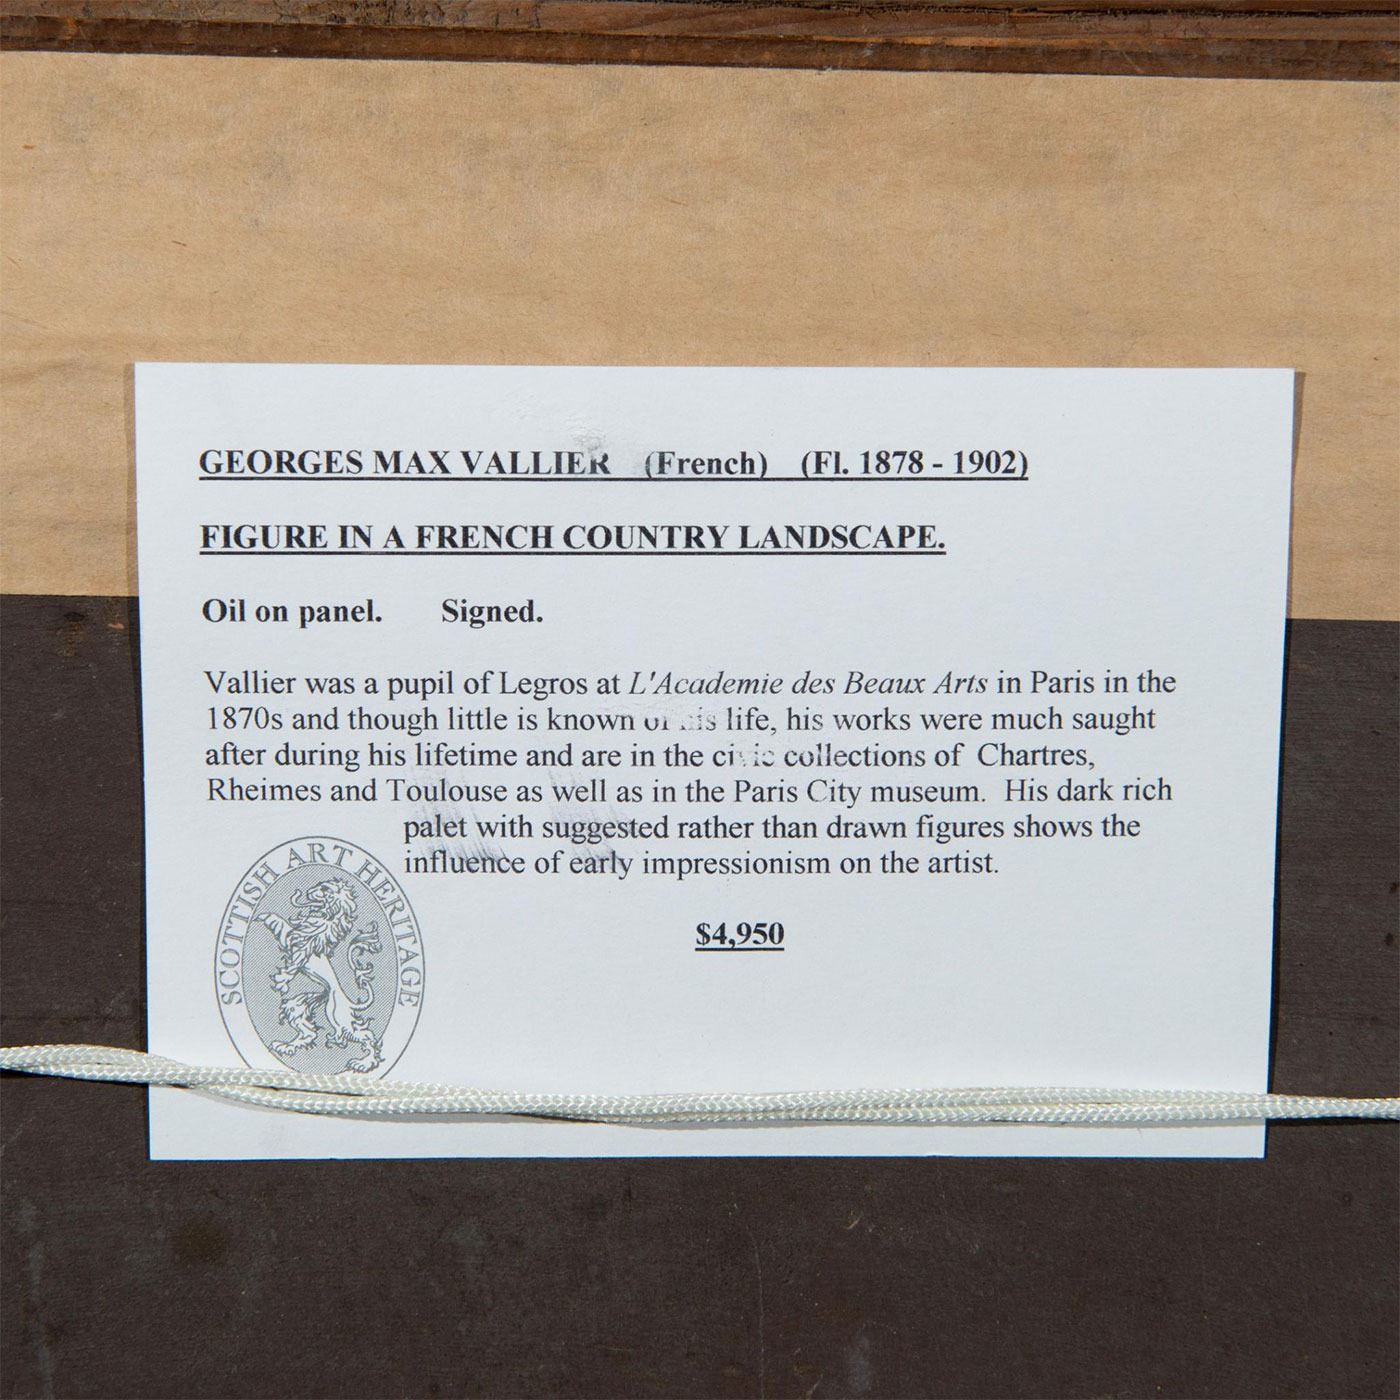 GEORGES MAX VALLIER (French) (Fl. 1878 - 1902)
FIGURE IN A FRENCH COUNTRY LANDSCAPE.
Oil on panel. Signed.
Vallier was a pupil of Legros at L'Academie des Beaux Arts in Paris in the
1870s and though little is known of his life, his works were much saught
after during his lifetime and are in the civic collections of Chartres,
Rheimes and Toulouse as well as in the Paris City museum. His dark rich
palet with suggested rather than drawn figures shows the
influence of early impressionism on the artist.
SCOTTISH ART HERITAGE
$4,950